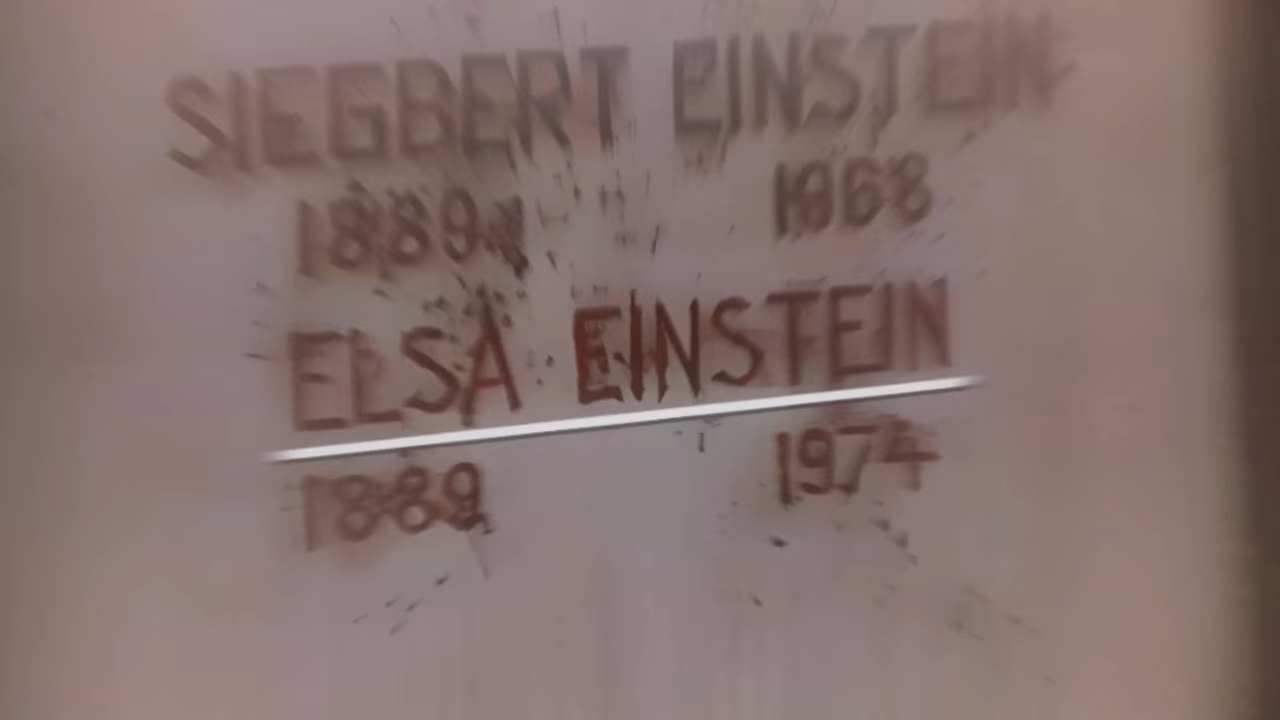 SIEGBERT EINSTEIN
1889 1968
ELSA EINSTEIN
1889 1974